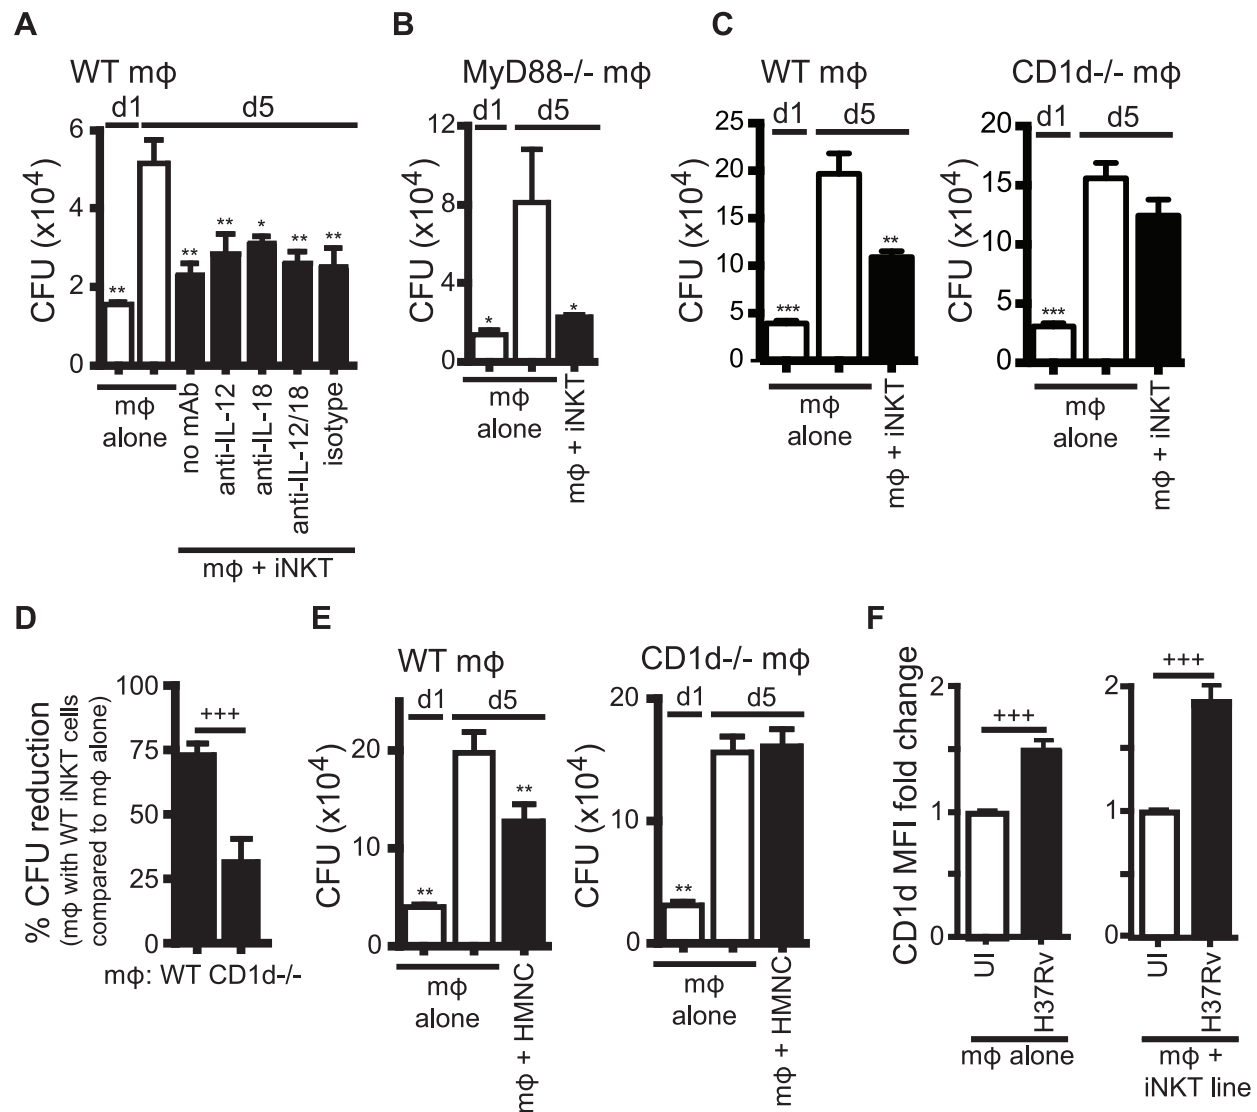 A
WT mφ
d1
d5
CFU (x10⁴)
6
4
2
0
**
**
**
*
**
**
mφ
alone
no mAb
anti-IL-12
anti-IL-18
anti-IL-12/18
isotype
mφ + iNKT
B
MyD88-/- mφ
d1
d5
CFU (x10⁴)
12
8
4
0
*
*
mφ
alone
mφ + iNKT
C
WT mφ
d1
d5
CFU (x10⁴)
25
20
15
10
5
0
***
**
mφ
alone
mφ + iNKT
CD1d-/- mφ
d1
d5
CFU (x10⁴)
20
15
10
5
0
***
mφ
alone
mφ + iNKT
D
% CFU reduction
(mφ with WT iNKT cells
compared to mφ alone)
100
75
50
25
0
+++
mφ: WT CD1d-/-
E
WT mφ
d1
d5
CFU (x10⁴)
20
10
0
**
**
mφ
alone
mφ + HMNC
CD1d-/- mφ
d1
d5
CFU (x10⁴)
20
10
0
**
mφ
alone
mφ + HMNC
F
CD1d MFI fold change
2
1
0
+++
UI
H37Rv
mφ alone
2
1
0
+++
UI
H37Rv
mφ +
iNKT line